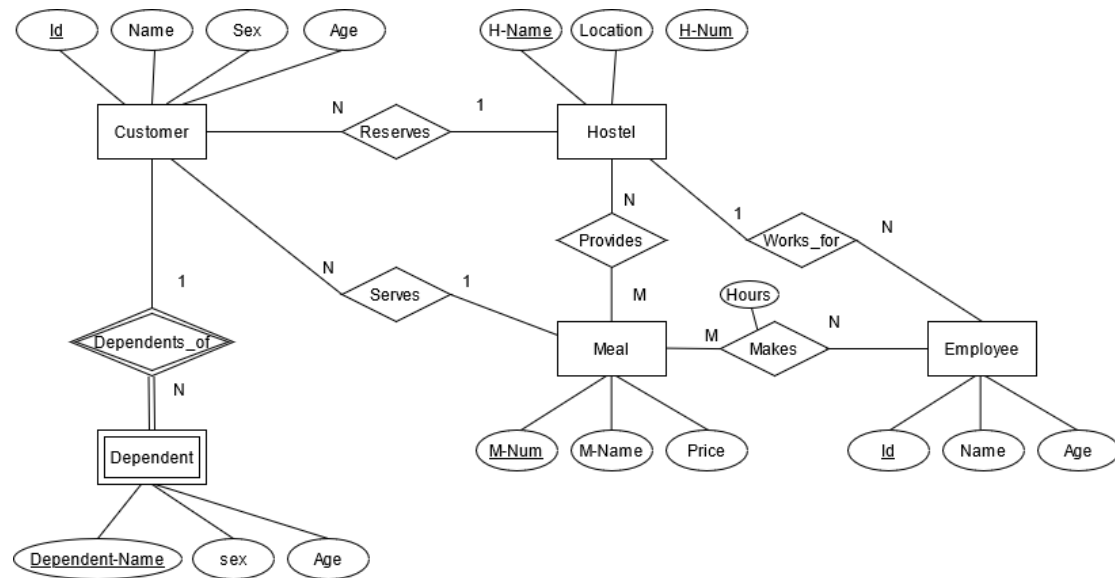 Id
Name
Sex
Age
H-Name
Location
H-Num
Customer
N
Reserves
1
Hostel
N
1
N
Provides
Works_for
N
Serves
1
M
Hours
1
Dependents_of
Meal
M
Makes
N
Employee
N
Dependent
M-Num
M-Name
Price
Id
Name
Age
Dependent-Name
sex
Age